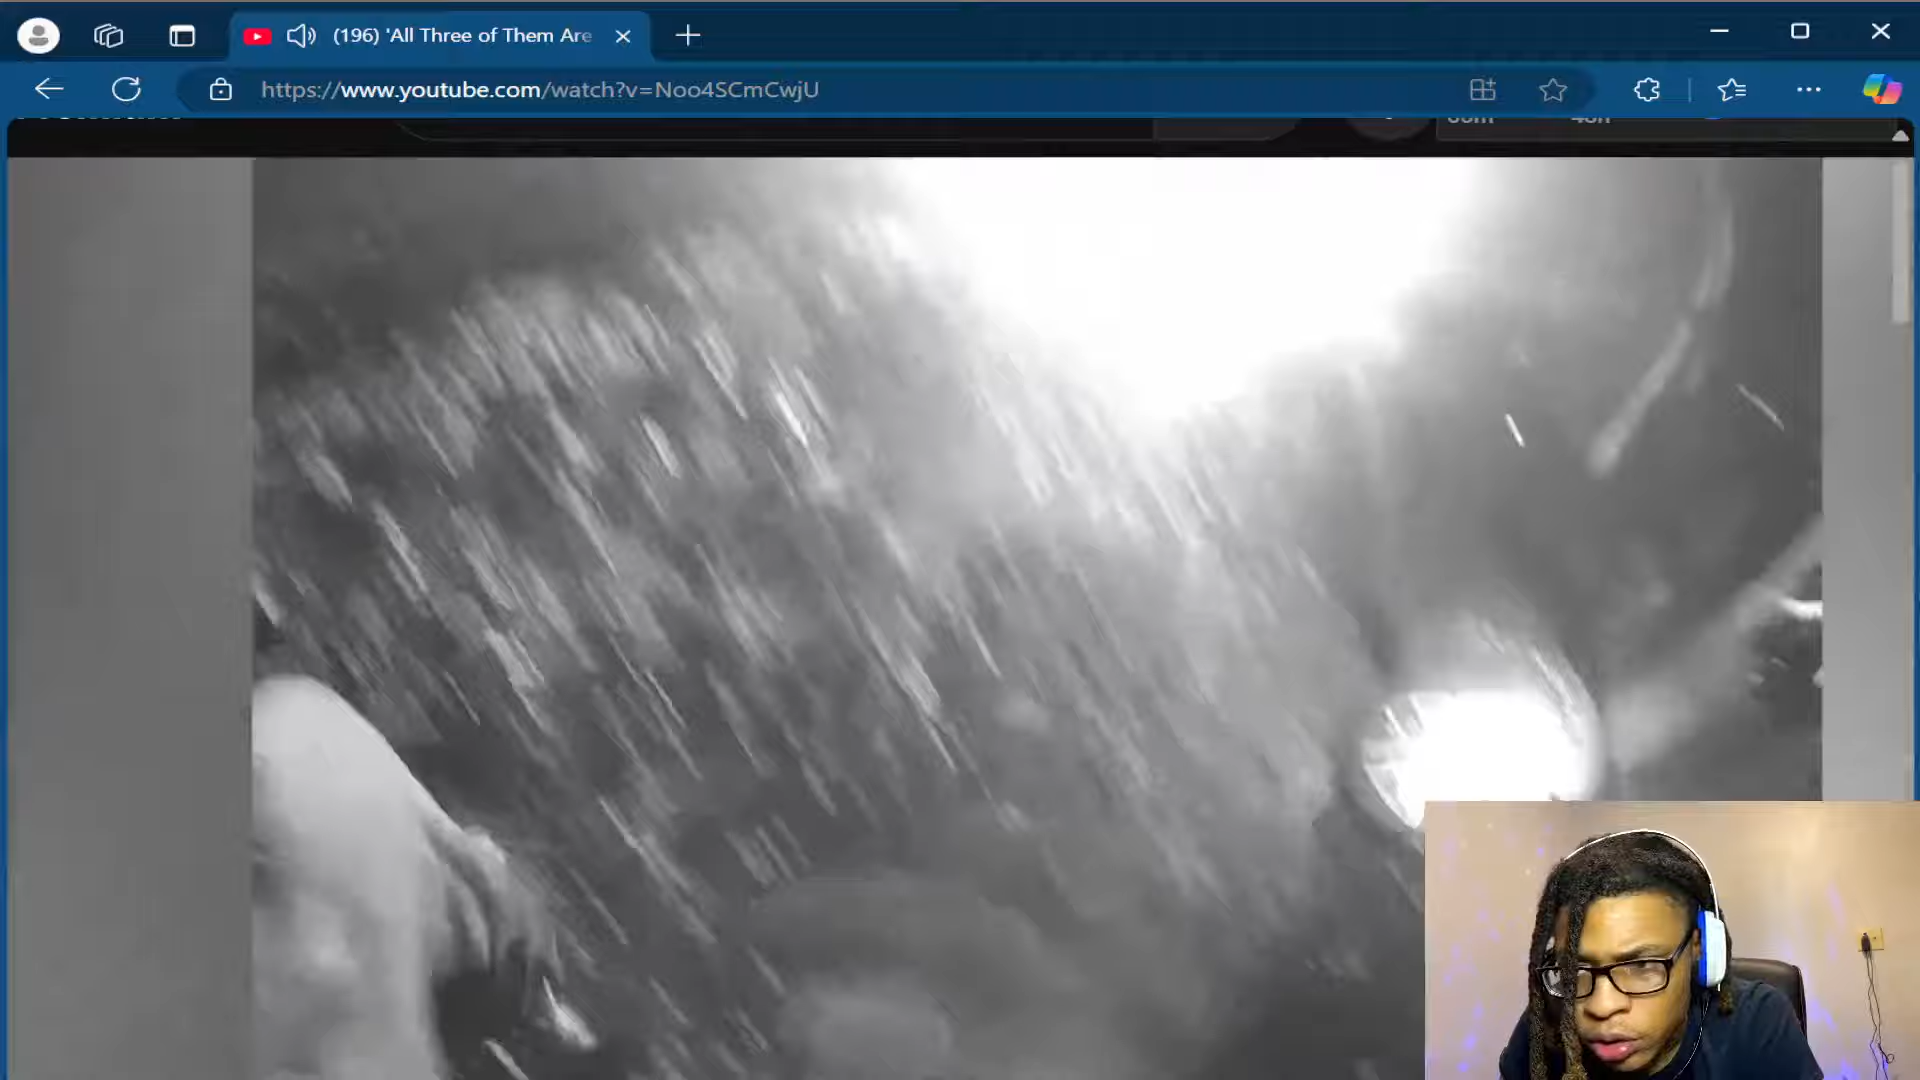 (196) 'All Three of Them Are
https://www.youtube.com/watch?v=Noo4SCmCwjU